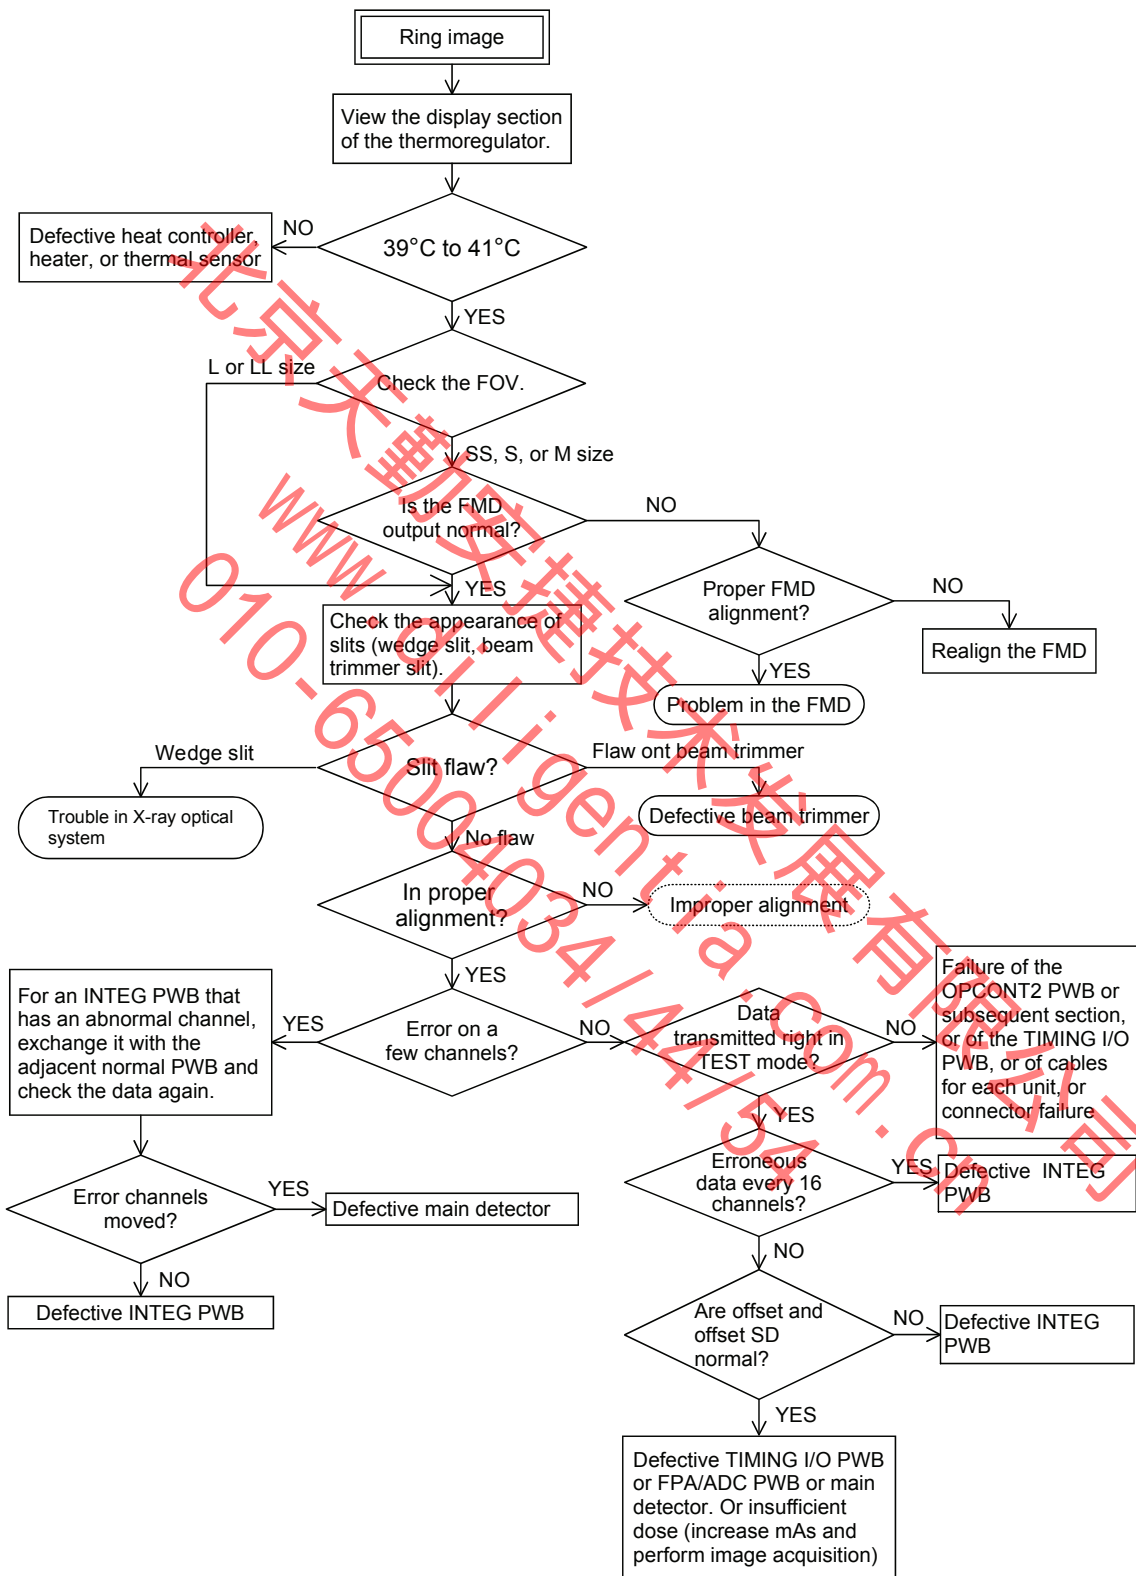 Ring image
View the display section
of the thermoregulator.
39°C to 41°C
NO
Defective heat controller,
heater, or thermal sensor
YES
L or LL size
Check the FOV.
SS, S, or M size
Is the FMD
output normal?
NO
YES
Proper FMD
alignment?
NO
Realign the FMD
YES
Problem in the FMD
Check the appearance of
slits (wedge slit, beam
trimmer slit).
Wedge slit
Slit flaw?
Flaw ont beam trimmer
Trouble in X-ray optical
system
Defective beam trimmer
No flaw
In proper
alignment?
NO
Improper alignment
YES
For an INTEG PWB that
has an abnormal channel,
exchange it with the
adjacent normal PWB and
check the data again.
YES
Error on a
few channels?
NO
Data
transmitted right in
TEST mode?
NO
Failure of the
OPCONT2 PWB or
subsequent section,
or of the TIMING I/O
PWB, or of cables
for each unit, or
connector failure
YES
Error channels
moved?
YES
Defective main detector
NO
Defective INTEG PWB
Erroneous
data every 16
channels?
YES
Defective INTEG
PWB
NO
Are offset and
offset SD
normal?
NO
Defective INTEG
PWB
YES
Defective TIMING I/O PWB
or FPA/ADC PWB or main
detector. Or insufficient
dose (increase mAs and
perform image acquisition)
北京天勤安捷技术发展有限公司
www.diligentia.com.cn
010-65004034/44/54